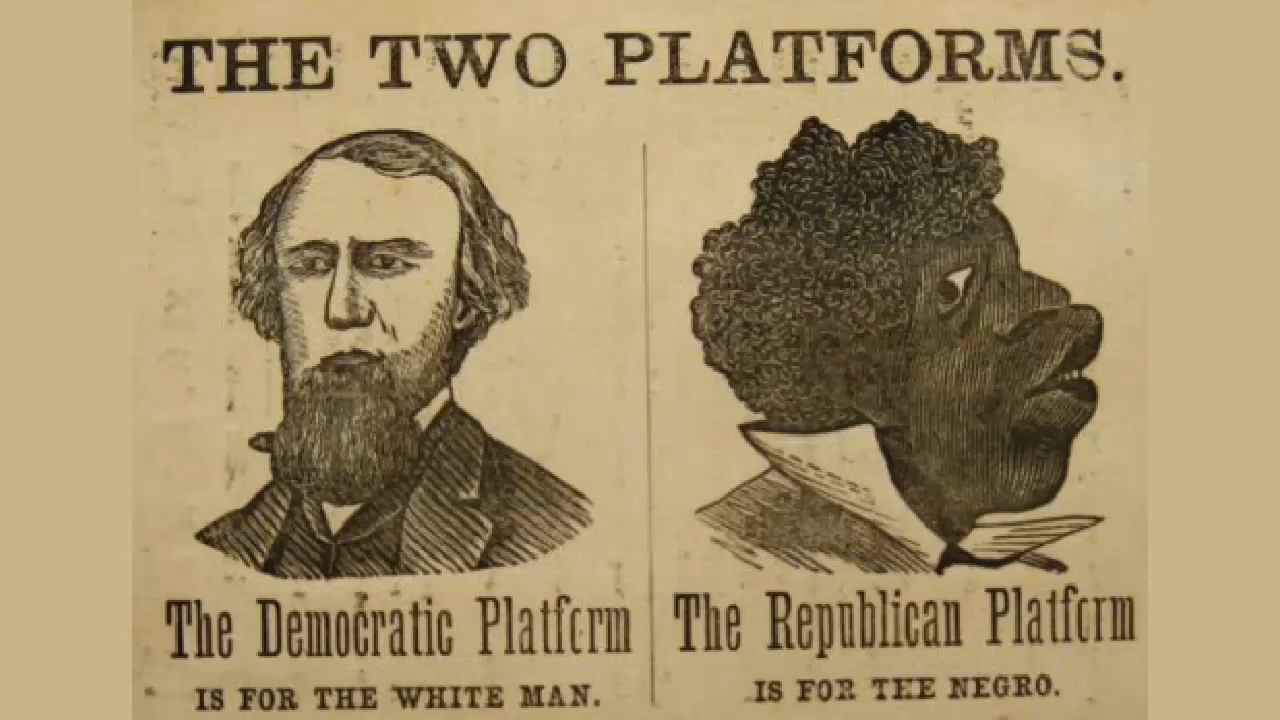 THE TWO PLATFORMS.
The Democratic Platform
IS FOR THE WHITE MAN.
The Republican Platform
IS FOR THE NEGRO.